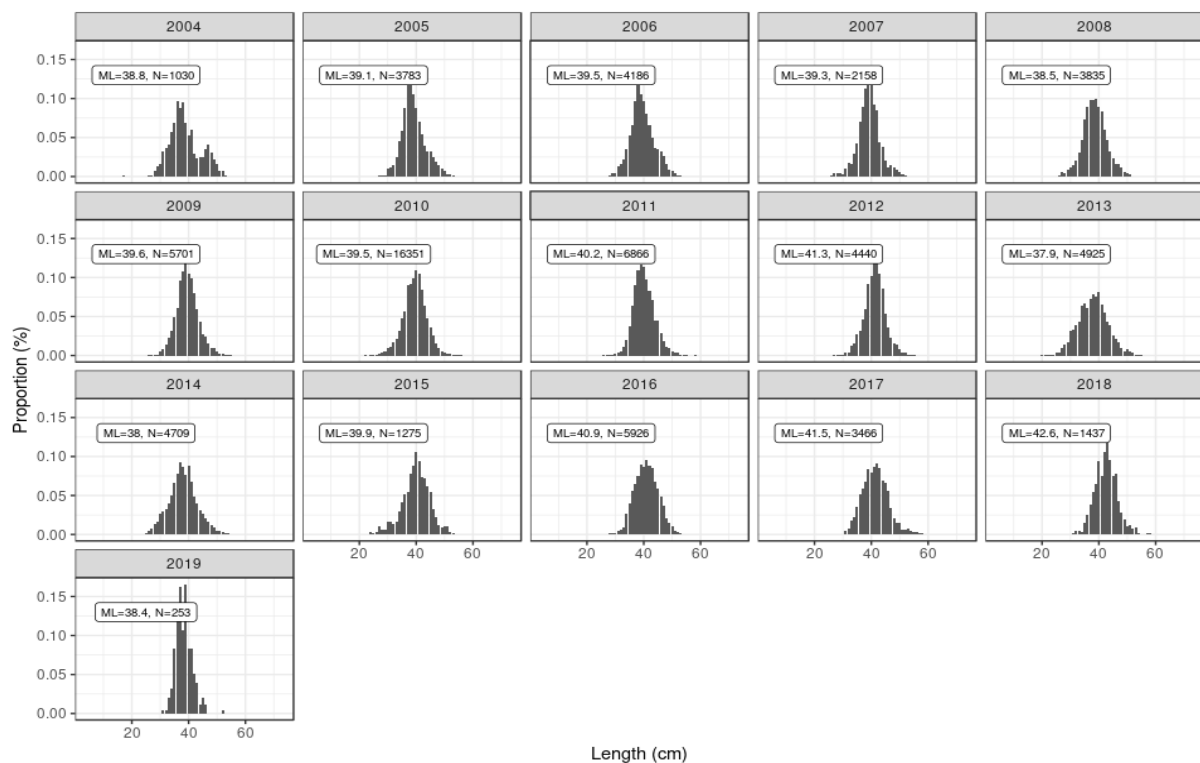 2004 2005 2006 2007 2008
0.15
ML=38.8, N=1030 ML=39.1, N=3783 ML=39.5, N=4186 ML=39.3, N=2158 ML=38.5, N=3835
0.10
0.05
0.00
2009 2010 2011 2012 2013
0.15
ML=39.6, N=5701 ML=39.5, N=16351 ML=40.2, N=6866 ML=41.3, N=4440 ML=37.9, N=4925
0.10
0.05
0.00
Proportion (%)
2014 2015 2016 2017 2018
0.15
ML=38, N=4709 ML=39.9, N=1275 ML=40.9, N=5926 ML=41.5, N=3466 ML=42.6, N=1437
0.10
0.05
0.00
20 40 60 20 40 60 20 40 60 20 40 60
2019
0.15
ML=38.4, N=253
0.10
0.05
0.00
20 40 60
Length (cm)